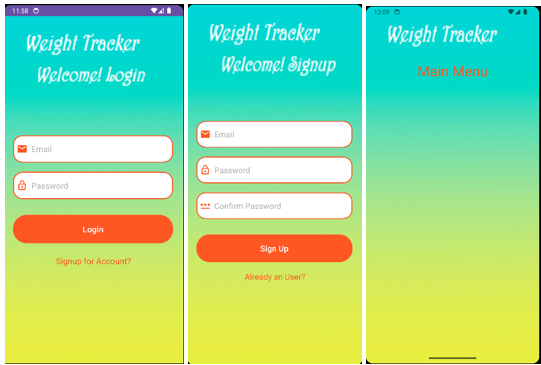 11:58
Weight Tracker
Welcome! Login
Email
Password
Login
Signup for Account?
Weight Tracker
Welcome! Signup
Email
Password
Confirm Password
Sign Up
Already an User?
12:09
Weight Tracker
Main Menu